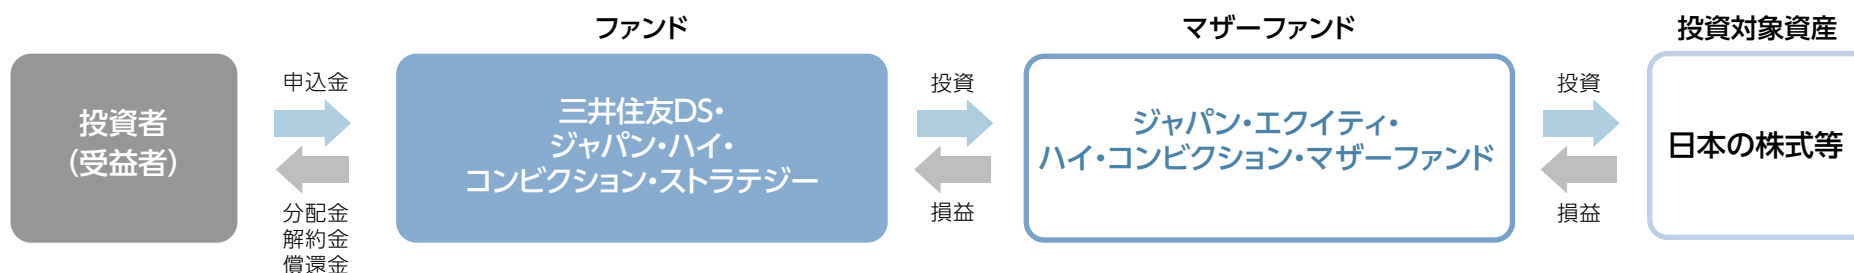 ファンド
マザーファンド
投資対象資産
投資者
(受益者)
申込金
分配金
解約金
償還金
三井住友DS・
ジャパン・ハイ・
コンビクション・ストラテジー
投資
損益
ジャパン・エクイティ・
ハイ・コンビクション・マザーファンド
投資
損益
日本の株式等